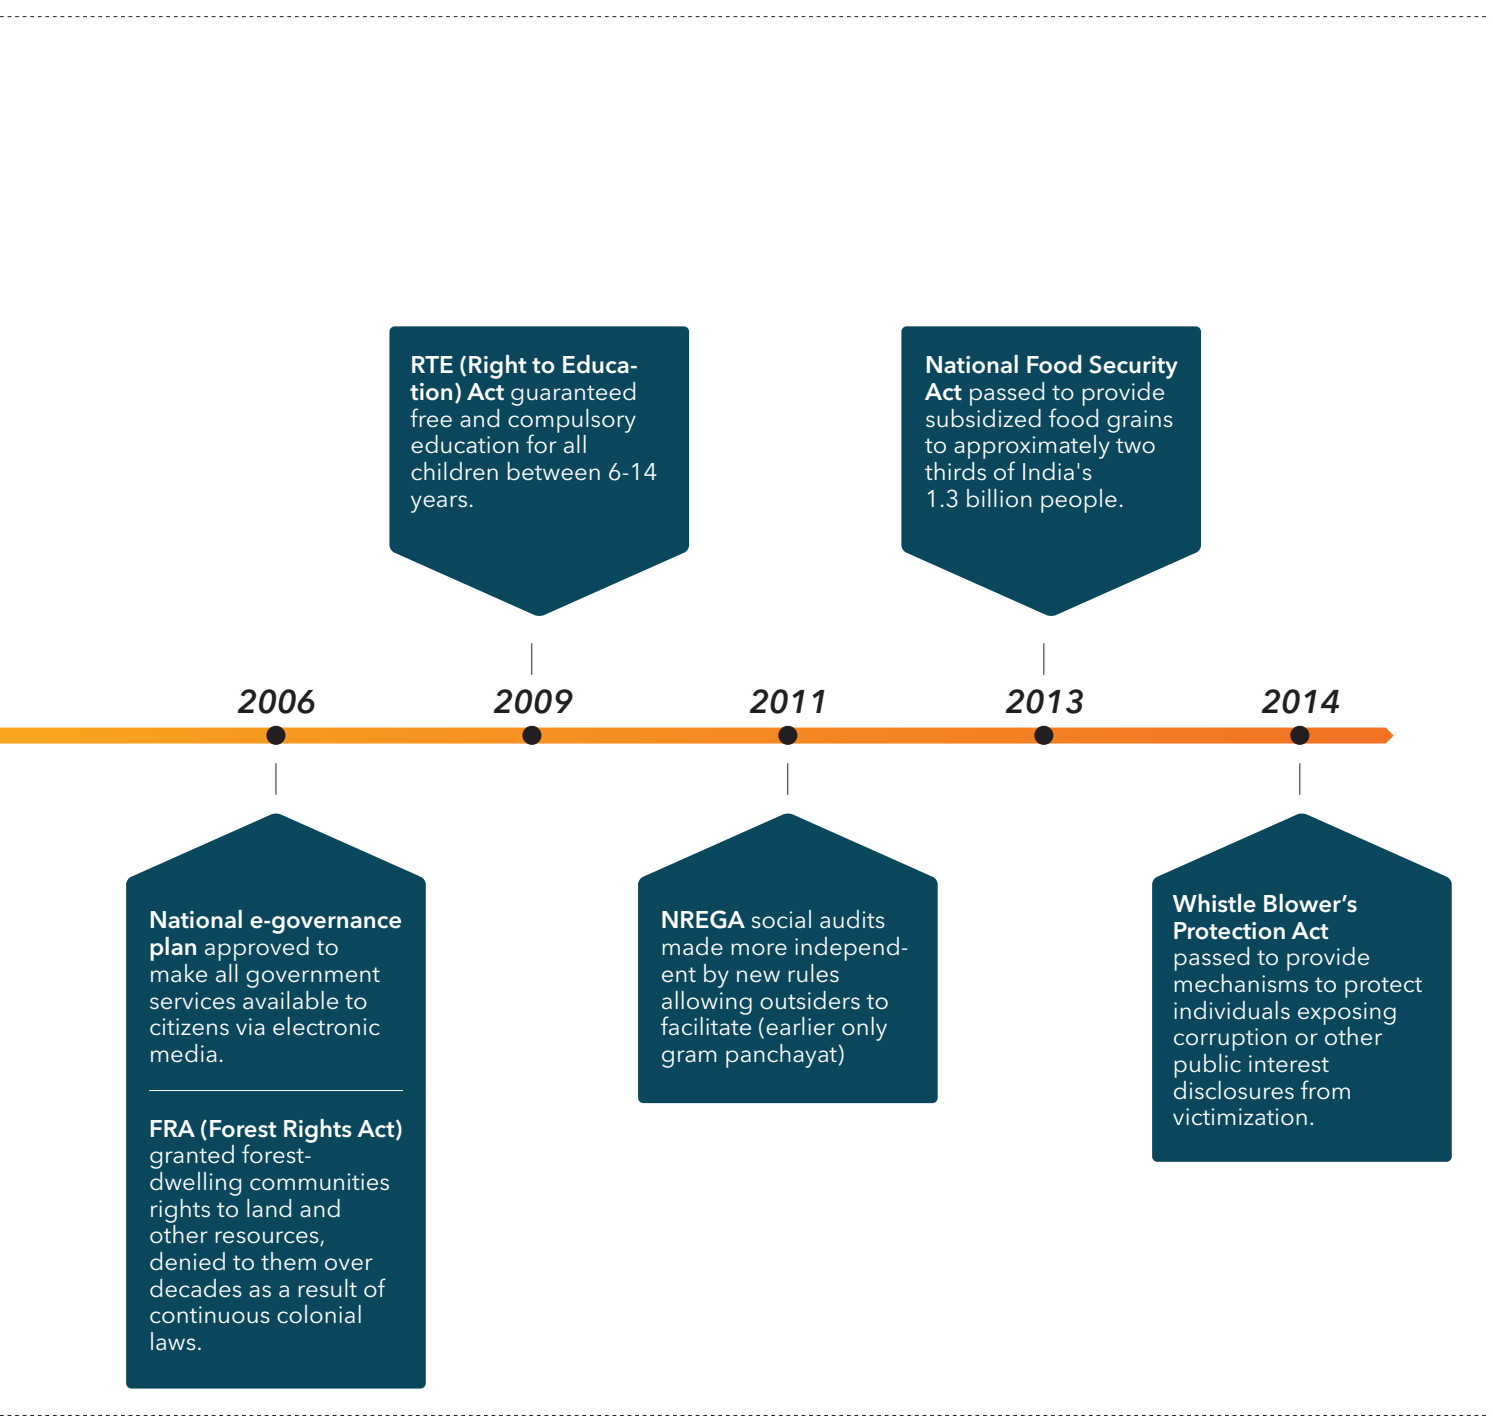 RTE (Right to Educa-
tion) Act guaranteed
free and compulsory
education for all
children between 6-14
years.
National Food Security
Act passed to provide
subsidized food grains
to approximately two
thirds of India's
1.3 billion people.
2006
2009
2011
2013
2014
National e-governance
plan approved to
make all government
services available to
citizens via electronic
media.
FRA (Forest Rights Act)
granted forest-
dwelling communities
rights to land and
other resources,
denied to them over
decades as a result of
continuous colonial
laws.
NREGA social audits
made more independ-
ent by new rules
allowing outsiders to
facilitate (earlier only
gram panchayat)
Whistle Blower’s
Protection Act
passed to provide
mechanisms to protect
individuals exposing
corruption or other
public interest
disclosures from
victimization.